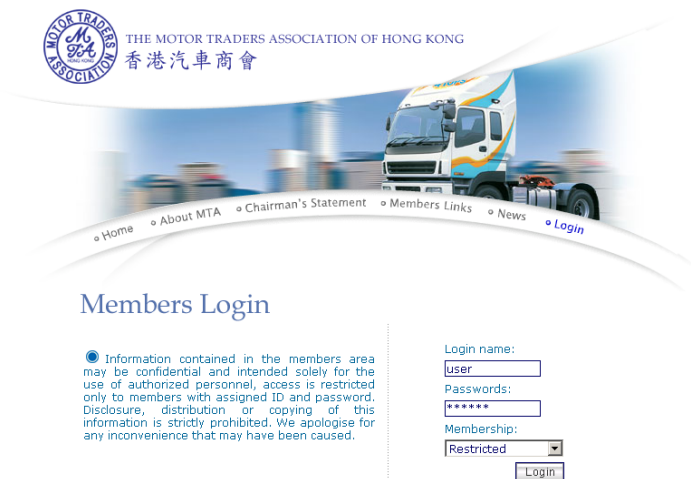 MOTOR TRADERS ASSOCIATION
MTA
HONG KONG
THE MOTOR TRADERS ASSOCIATION OF HONG KONG
香港汽車商會
Home
About MTA
Chairman's Statement
Members Links
News
Login
Members Login
Information contained in the members area
may be confidential and intended solely for the
use of authorized personnel, access is restricted
only to members with assigned ID and password.
Disclosure, distribution or copying of this
information is strictly prohibited. We apologise for
any inconvenience that may have been caused.
Login name:
user
Passwords:
******
Membership:
Restricted
Login